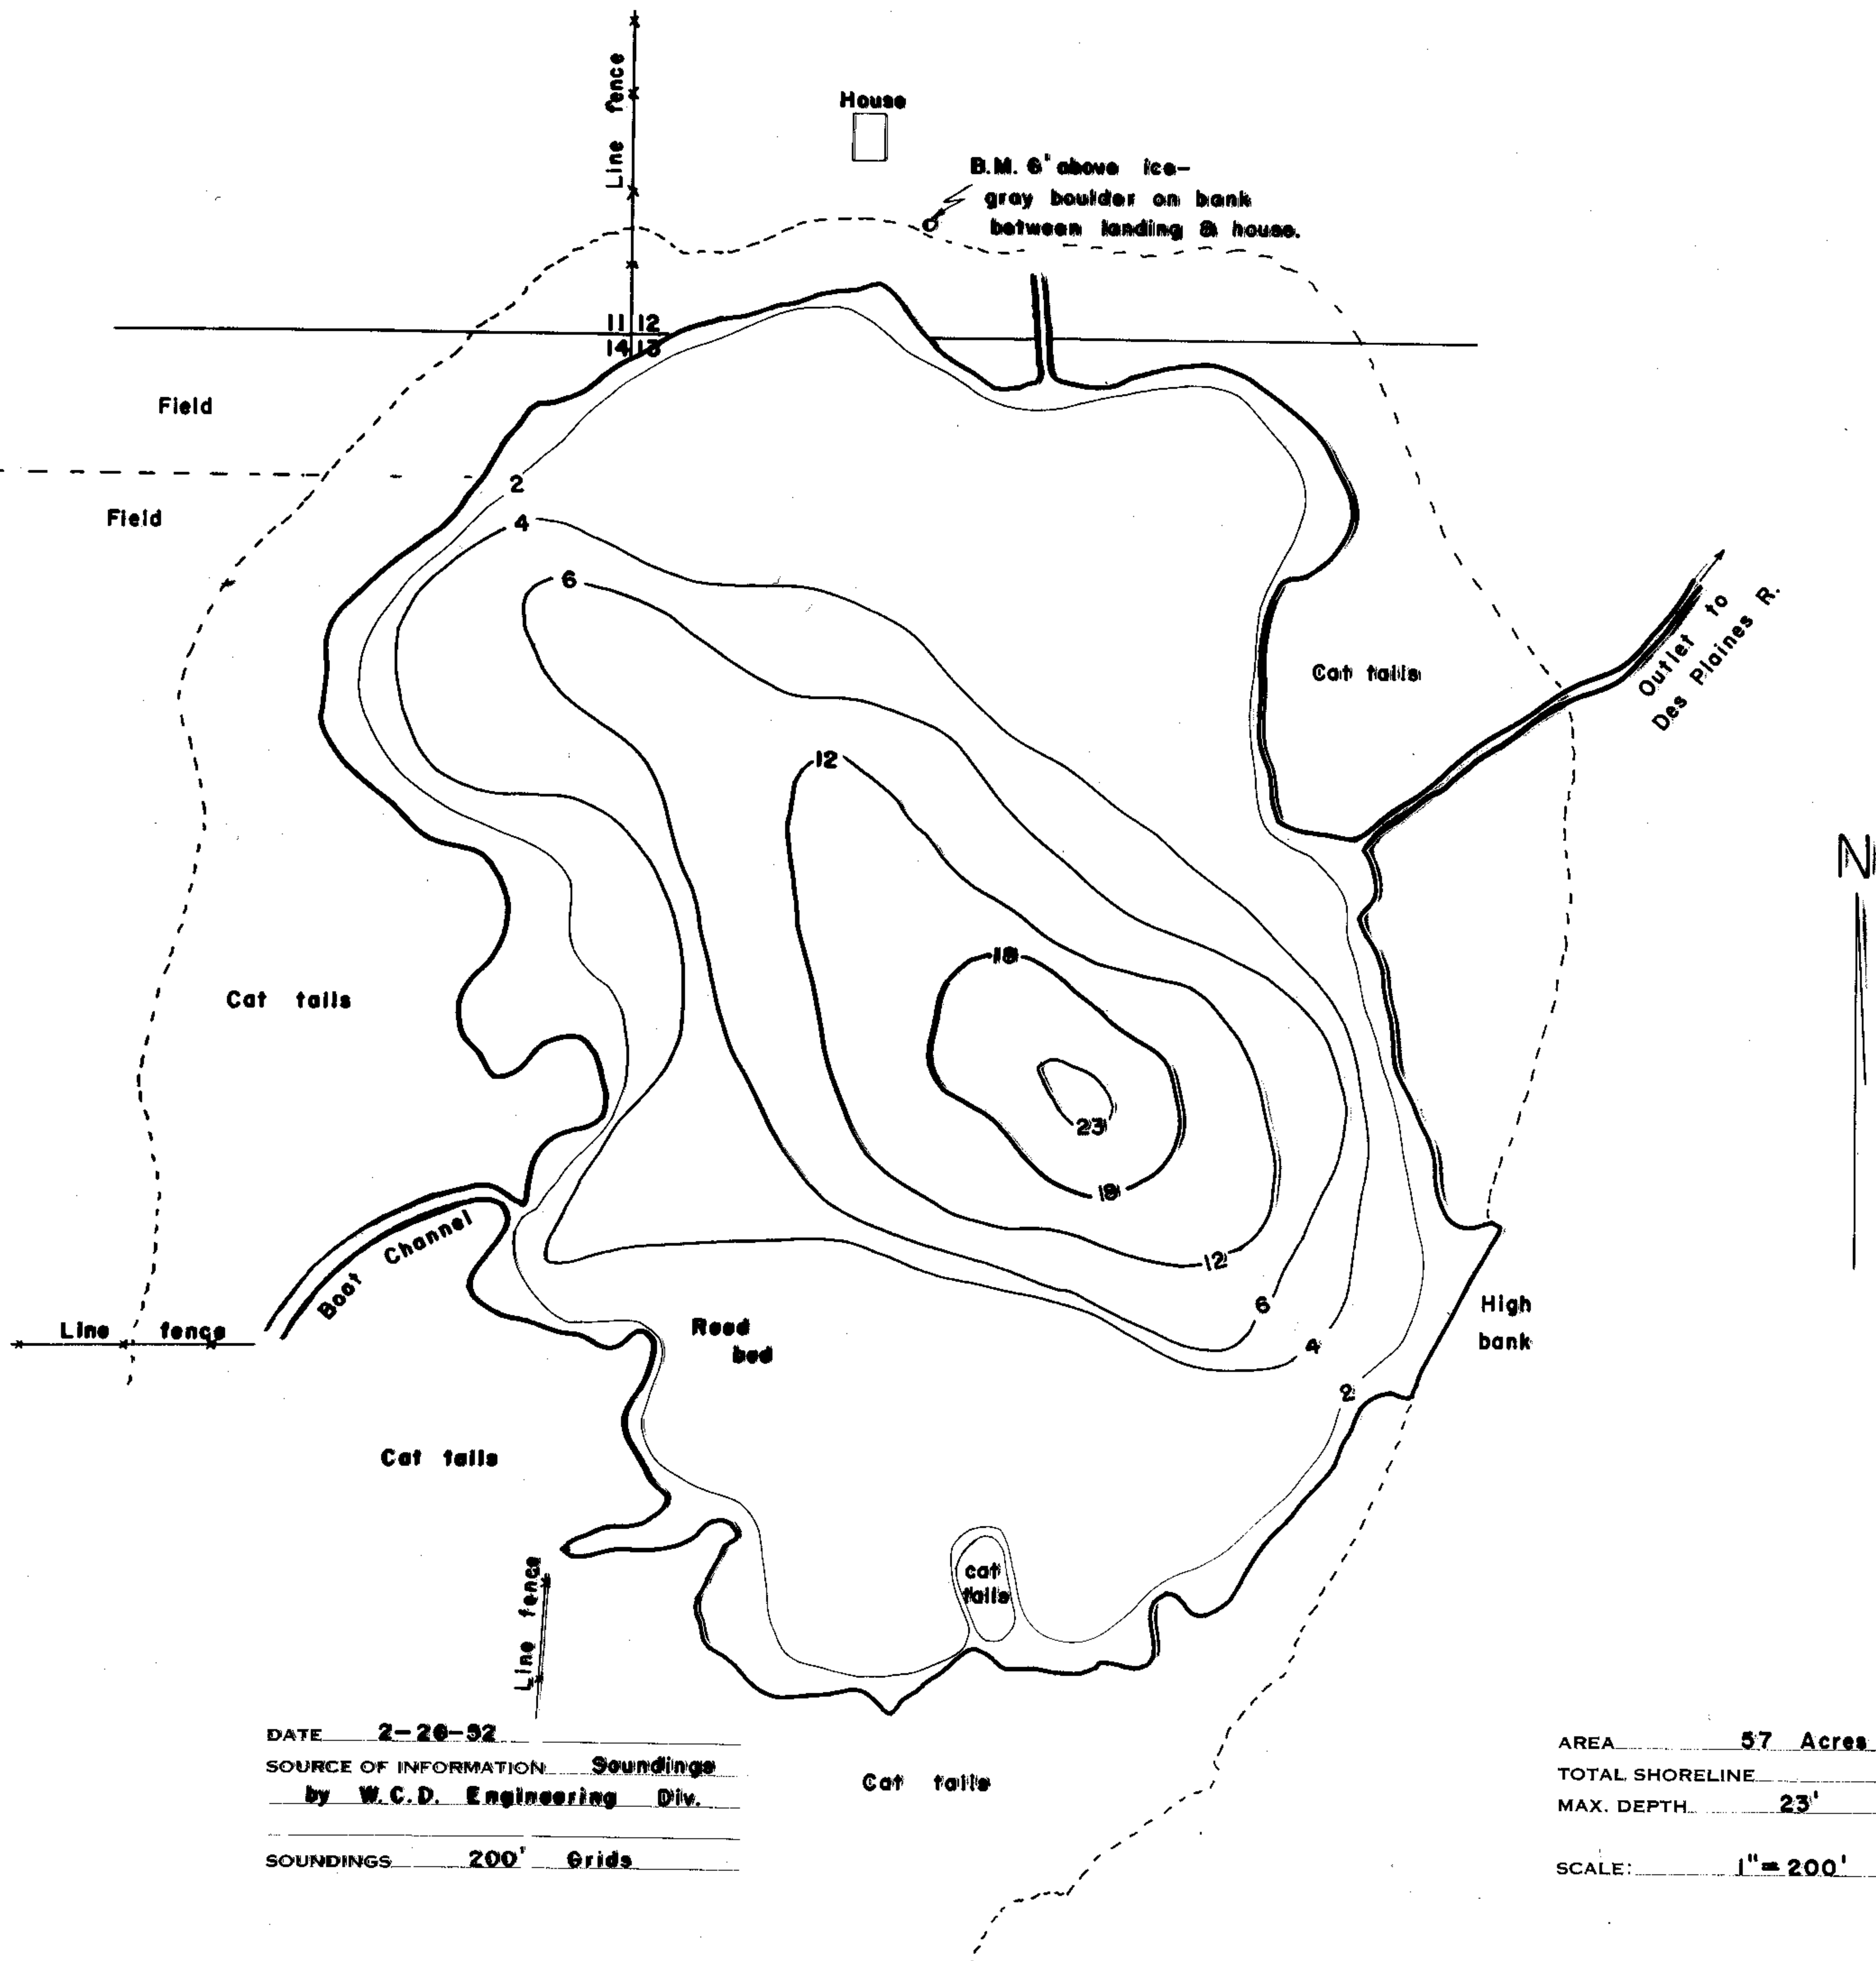 Line fence
House
B.M. 6' above ice-
gray boulder on bank
between landing & house.
11 12
14 13
Field
2
Field
4
6
Outlet to
Des Plaines R.
Cat tails
12
N
18
Cat tails
23
18
Boat Channel
12
6
High
bank
Line fence
Reed
bed
4
2
Cat tails
cat
tails
Line fence
DATE 2-26-52
SOURCE OF INFORMATION Soundings
by W.C.D. Engineering Div.
SOUNDINGS 200' Grids
Cat tails
AREA 57 Acres
TOTAL SHORELINE
MAX. DEPTH 23'
SCALE: 1"=200'